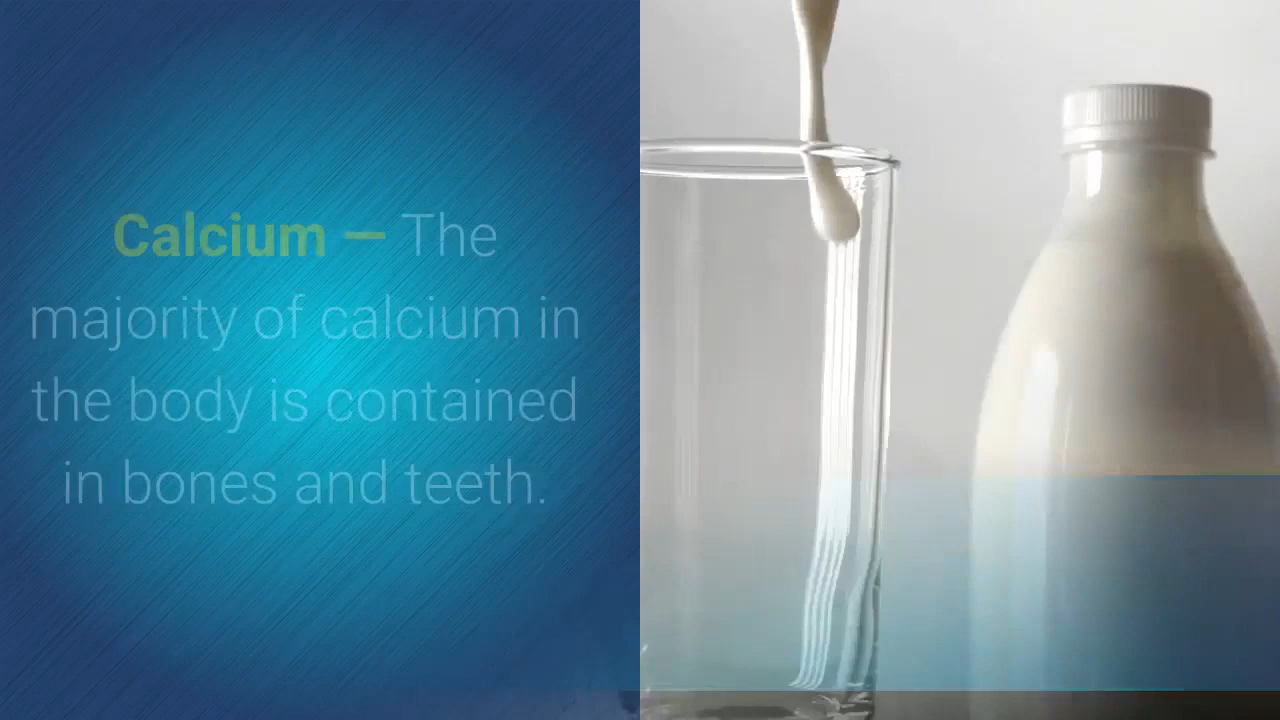 Calcium — The
majority of calcium in
the body is contained
in bones and teeth.